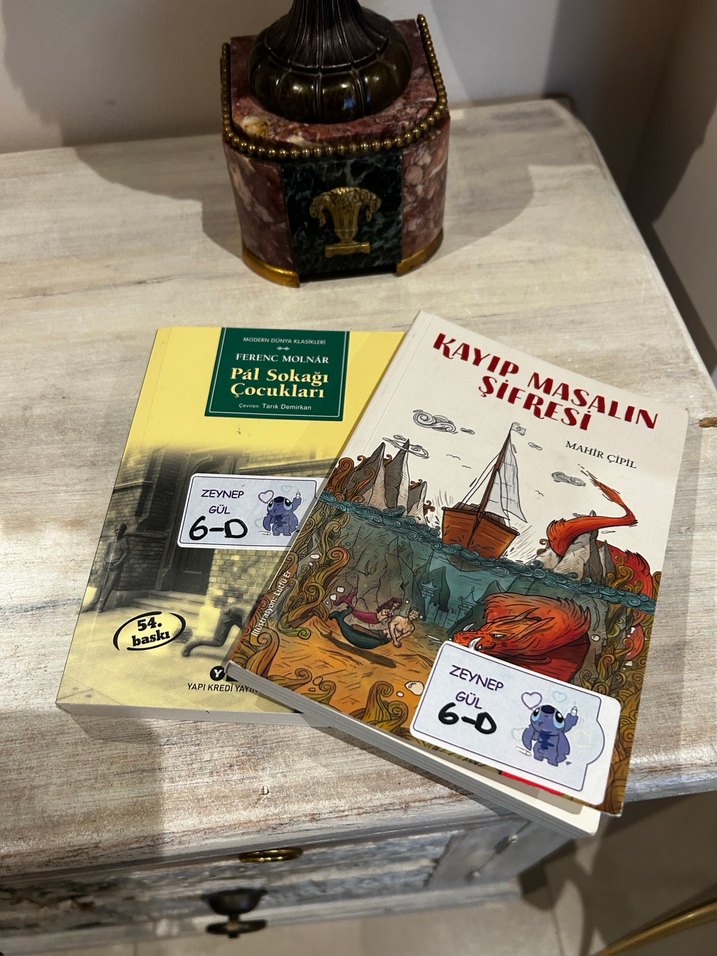 MODERN DÜNYA KLASİKLERİ
FERENC MOLNÁR
Pál Sokağı
Çocukları
Çeviren Tarık Demirkan
ZEYNEP
GÜL
6-D
54.
baskı
YAPI KREDİ YAYIN
KAYIP MASALIN
ŞİFRESİ
MAHİR ÇİPİL
ZEYNEP
GÜL
6-D